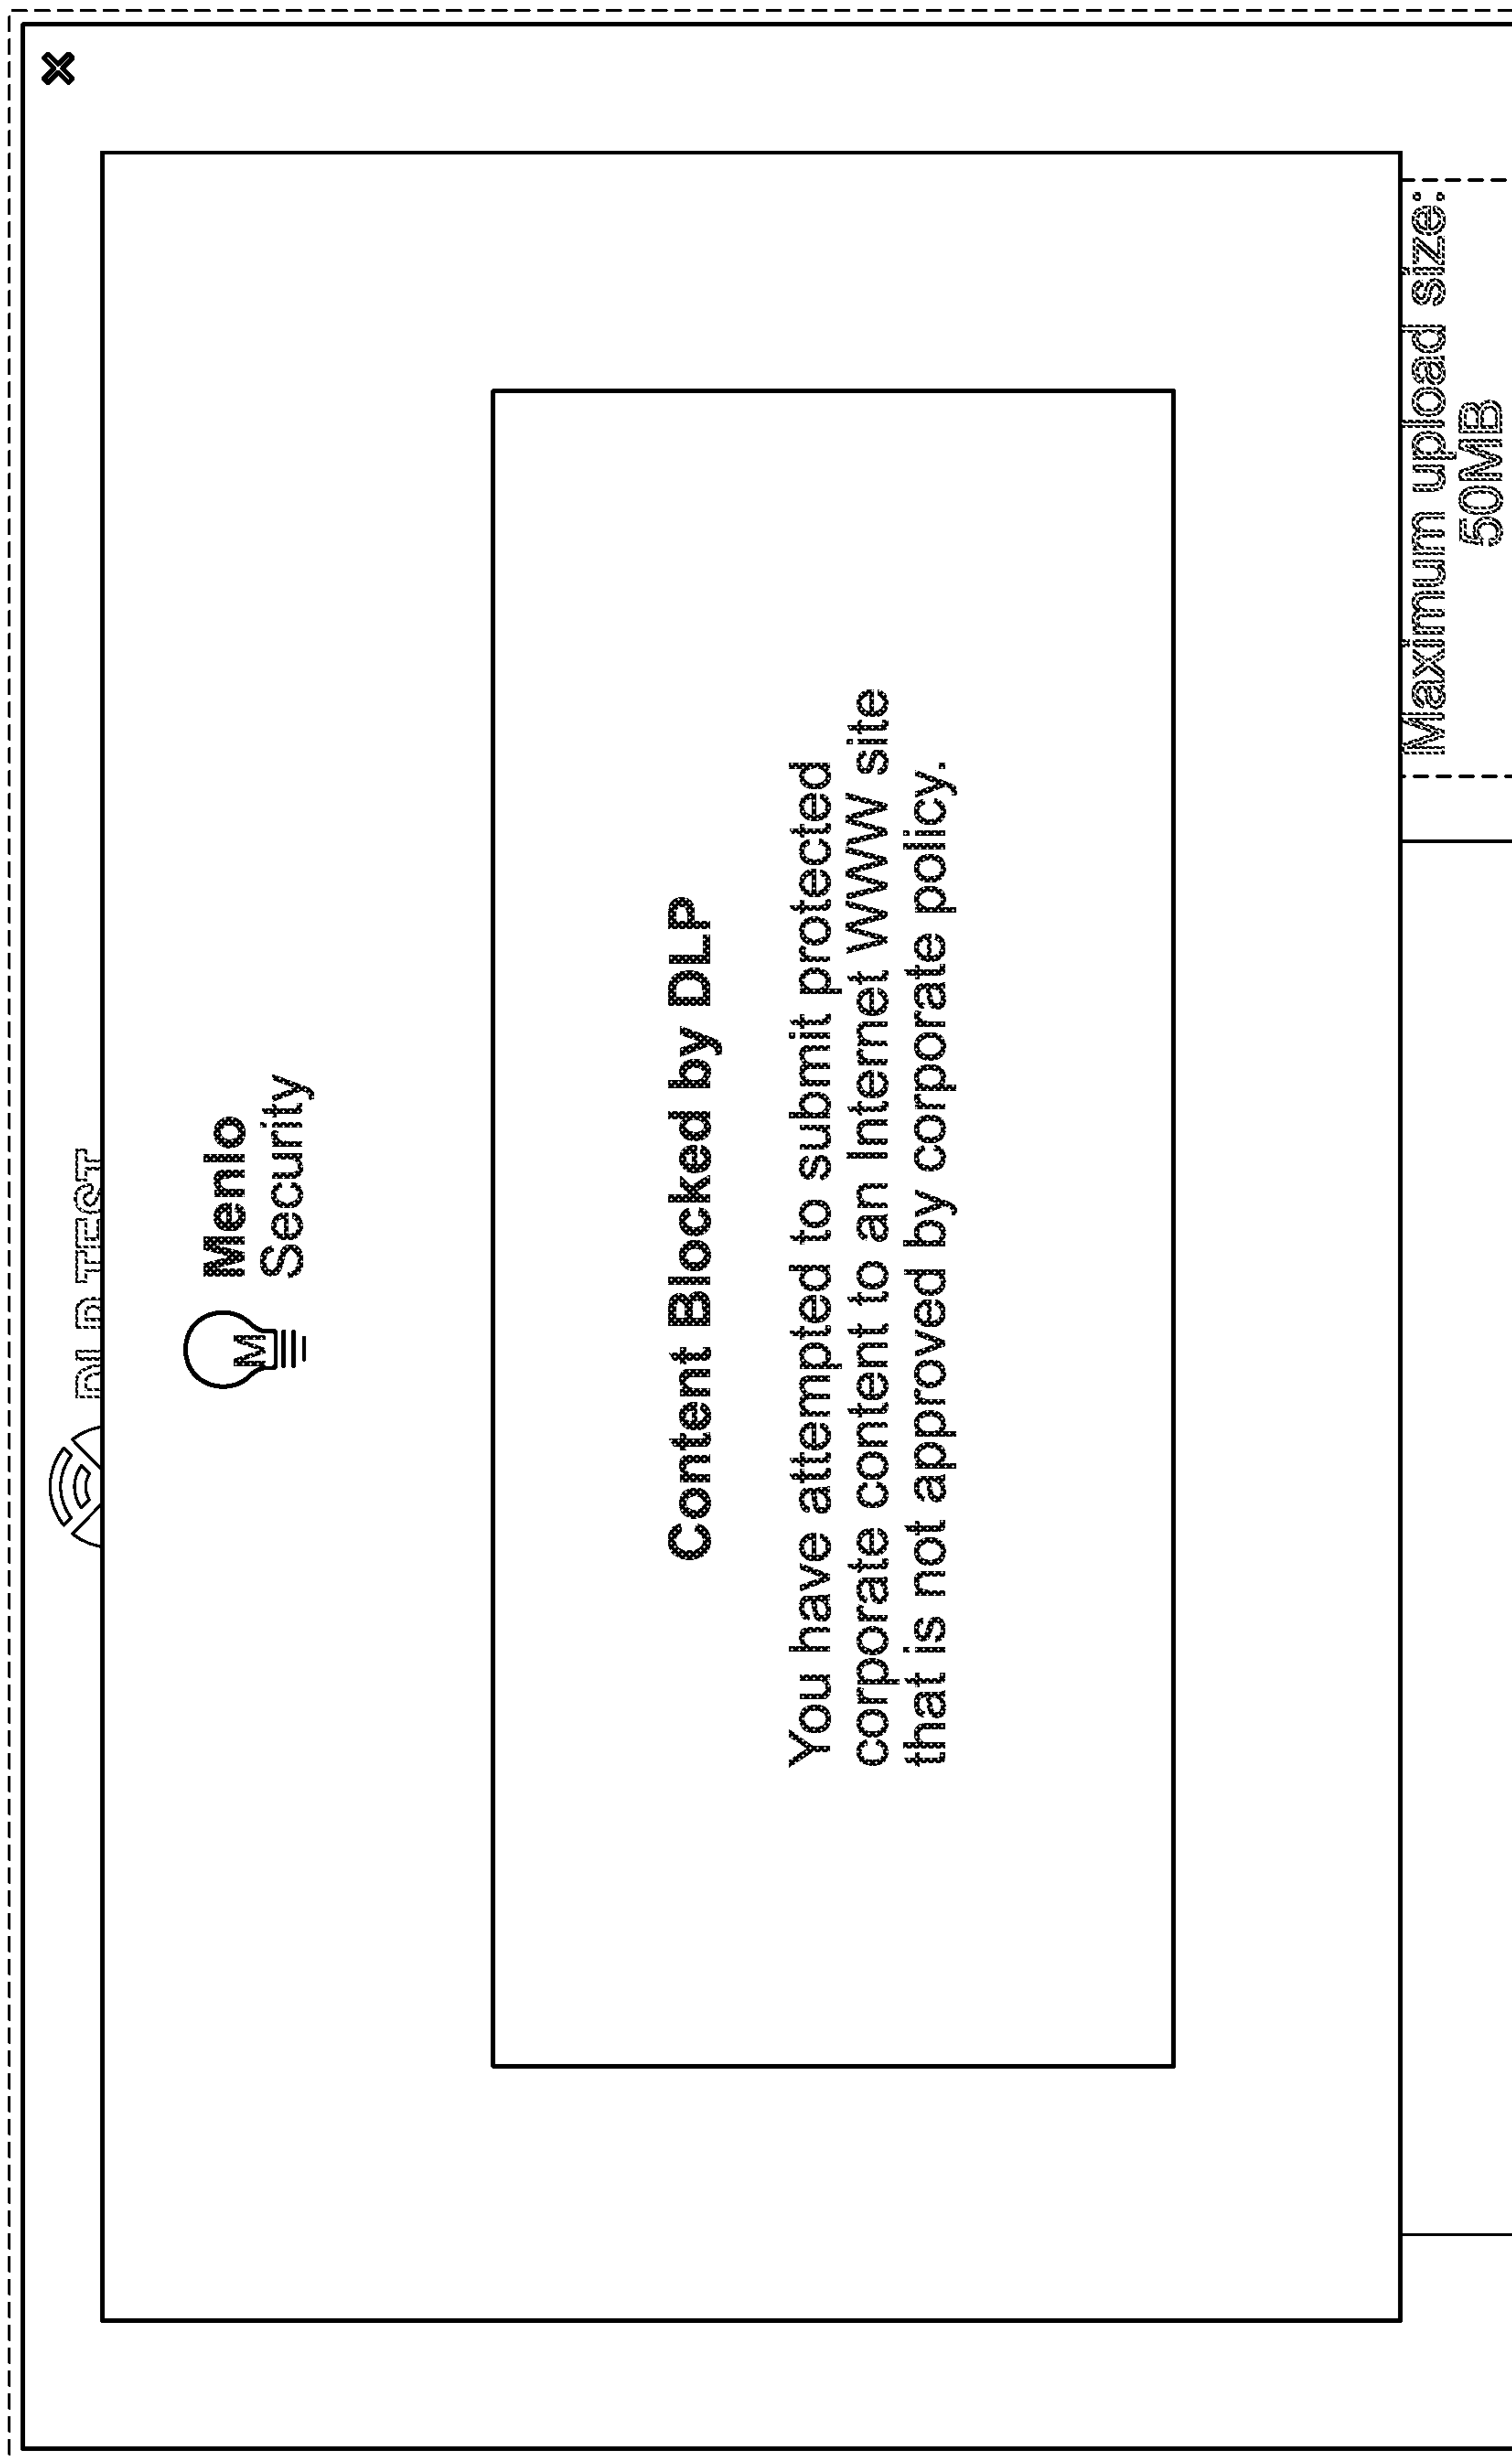 DLP TEST
M
Menlo
Security
Content Blocked by DLP
You have attempted to submit protected
corporate content to an Internet WWW site
that is not approved by corporate policy.
Maximum upload size:
50MB